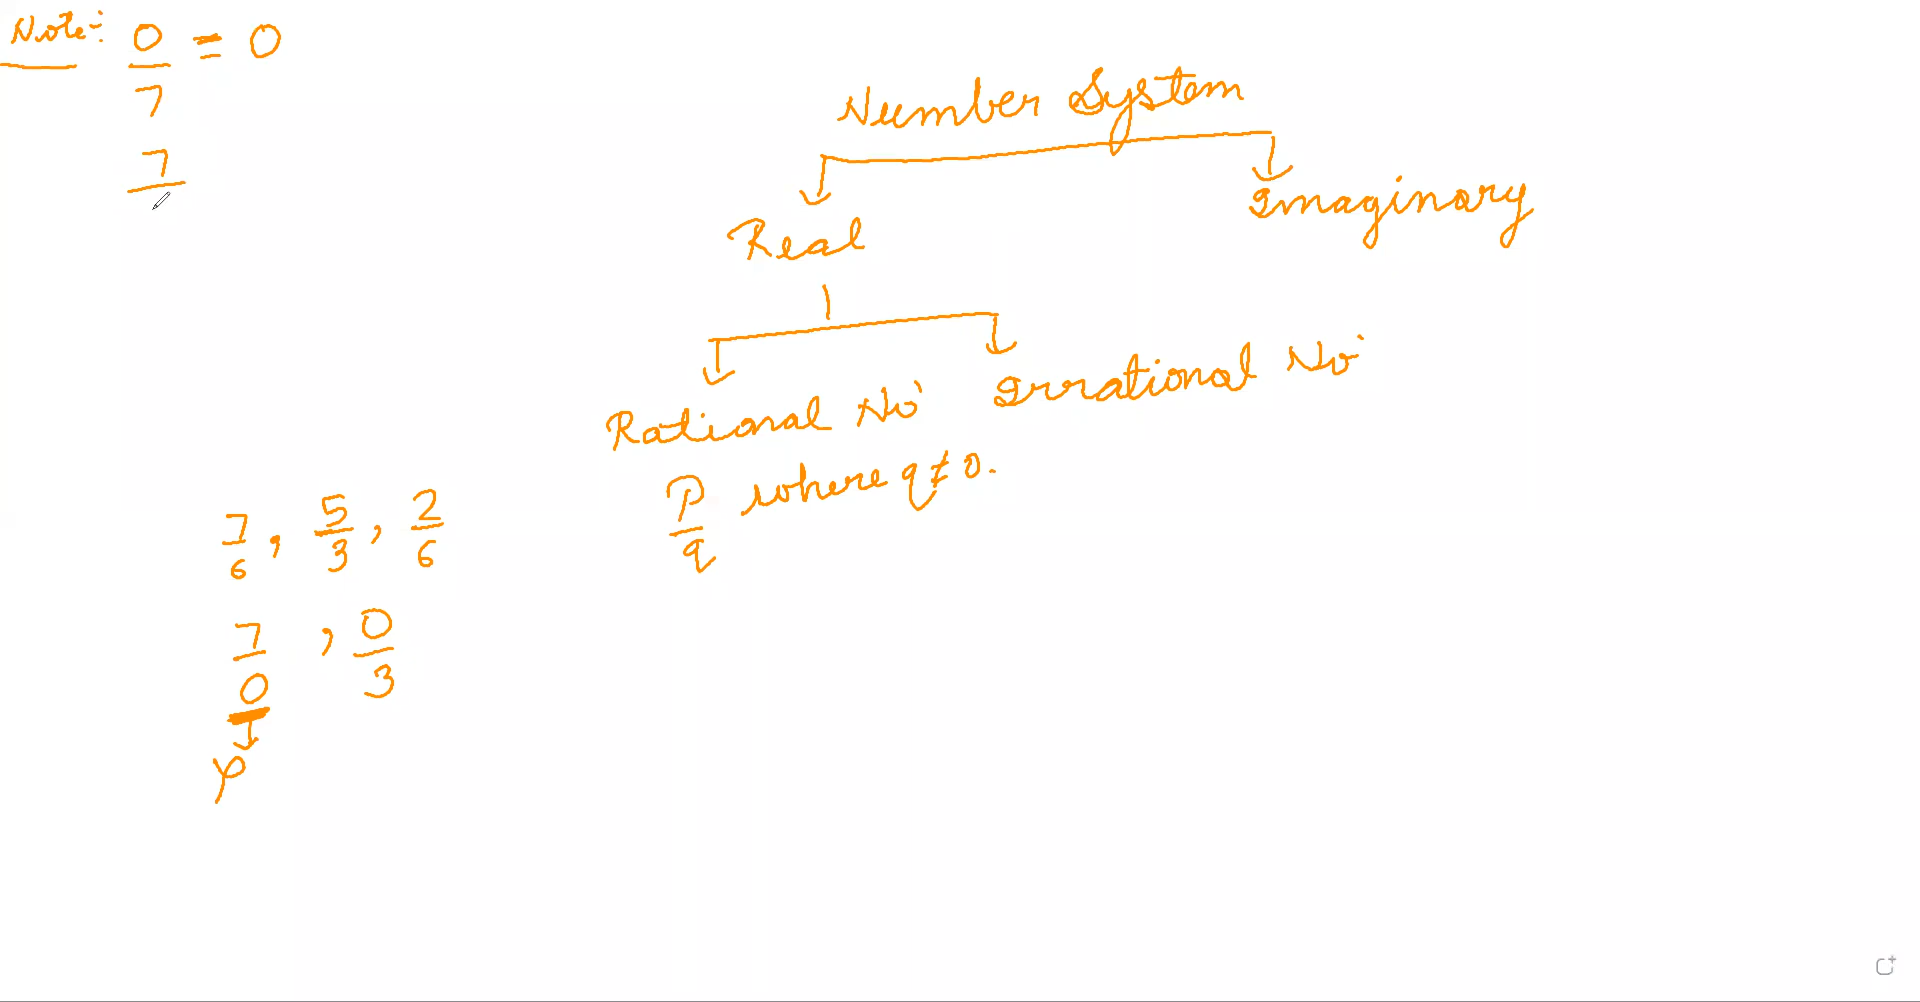 Note:- 0/7 = 0
7/
Number System
Real
Imaginary
Rational No.
Irrational No.
P/q where q ≠ 0.
7/6, 5/3, 2/6
7/0, 0/3